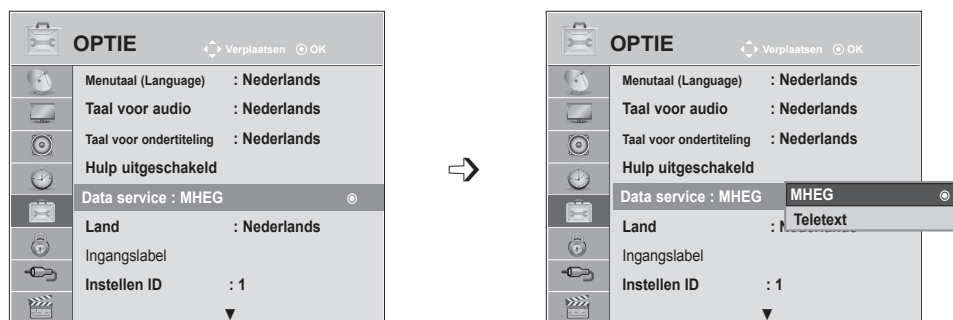 OPTIE Verplaatsen OK
Menutaal (Language) : Nederlands
Taal voor audio : Nederlands
Taal voor ondertiteling : Nederlands
Hulp uitgeschakeld
Data service : MHEG
Land : Nederlands
Ingangslabel
Instellen ID : 1
OPTIE Verplaatsen OK
Menutaal (Language) : Nederlands
Taal voor audio : Nederlands
Taal voor ondertiteling : Nederlands
Hulp uitgeschakeld
Data service : MHEG
MHEG
Teletext
Land
Ingangslabel
Instellen ID : 1